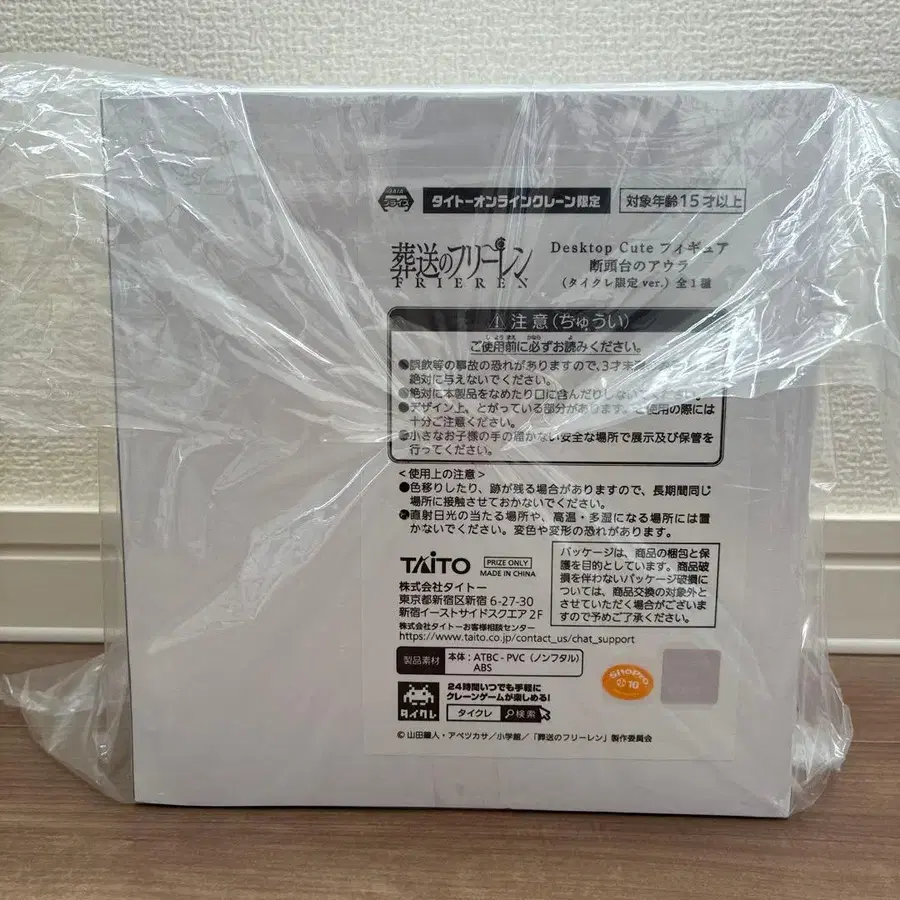 タイトーオンラインクレーン限定
対象年齢15才以上
葬送のフリーレン
FRIEREN
Desktop Cute フィギュア
断頭台のアウラ
(タイクレ限定 ver.) 全1種
⚠注意(ちゅうい)
ご使用前に必ずお読みください。
●誤飲等の事故の恐れがありますので、3才未
絶対に与えないでください。
●絶対に本製品をなめたり口に含んだりしない
●デザイン上、とがっている部分があります。ご使用の際には
十分ご注意ください。
●小さなお子様の手の届かない安全な場所で展示及び保管を
行ってください。
<使用上の注意>
●色移りしたり、跡が残る場合がありますので、長期間同じ
場所に接触させておかないでください。
●直射日光の当たる場所や、高温・多湿になる場所には置
かないでください。変色や変形の恐れがあります。
TAITO
PRIZE ONLY
MADE IN CHINA
株式会社タイトー
東京都新宿区新宿 6-27-30
新宿イーストサイドスクエア 2F
株式会社タイトーお客様相談センター
https://www.taito.co.jp/contact_us/chat_support
パッケージは、商品の梱包と保
護を目的としています。商品破
損を伴わないパッケージ破損に
ついては、商品交換の対象外と
させていただく場合がございま
すので予めご了承ください。
製品素材
本体:ATBC-PVC(ノンフタル)
ABS
ShoPro
10
タイクレ
24時間いつでも手軽に
クレーンゲームが楽しめる!
タイクレ 検索
© 山田鐘人・アベツカサ/小学館/「葬送のフリーレン」製作委員会